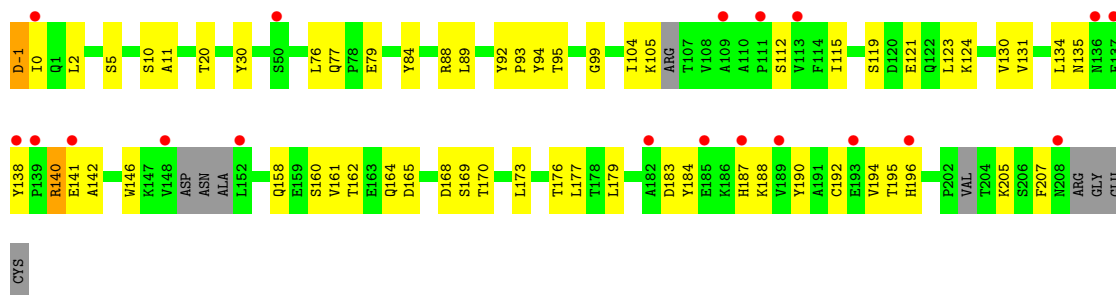 D-1 I0 Q1 L2 S5 S10 A11 T20 Y30 S50 L76 Q77 P78 E79 Y84 R88 L89 Y92 P93 Y94 T95 G99 I104 K105 ARG T107 V108 A109 A110 P111 S112 V113 F114 I115 S119 D120 E121 Q122 L123 K124 V130 V131 L134 N135 N136 F137
Y138 P139 R140 E141 A142 W146 K147 V148 ASP ASN ALA L152 Q158 E159 S160 V161 T162 E163 Q164 D165 D168 S169 T170 L173 T176 L177 T178 L179 A182 D183 Y184 E185 K186 H187 K188 V189 Y190 A191 C192 E193 V194 T195 H196 P202 VAL T204 K205 S206 F207 N208 ARG GLY
CYS